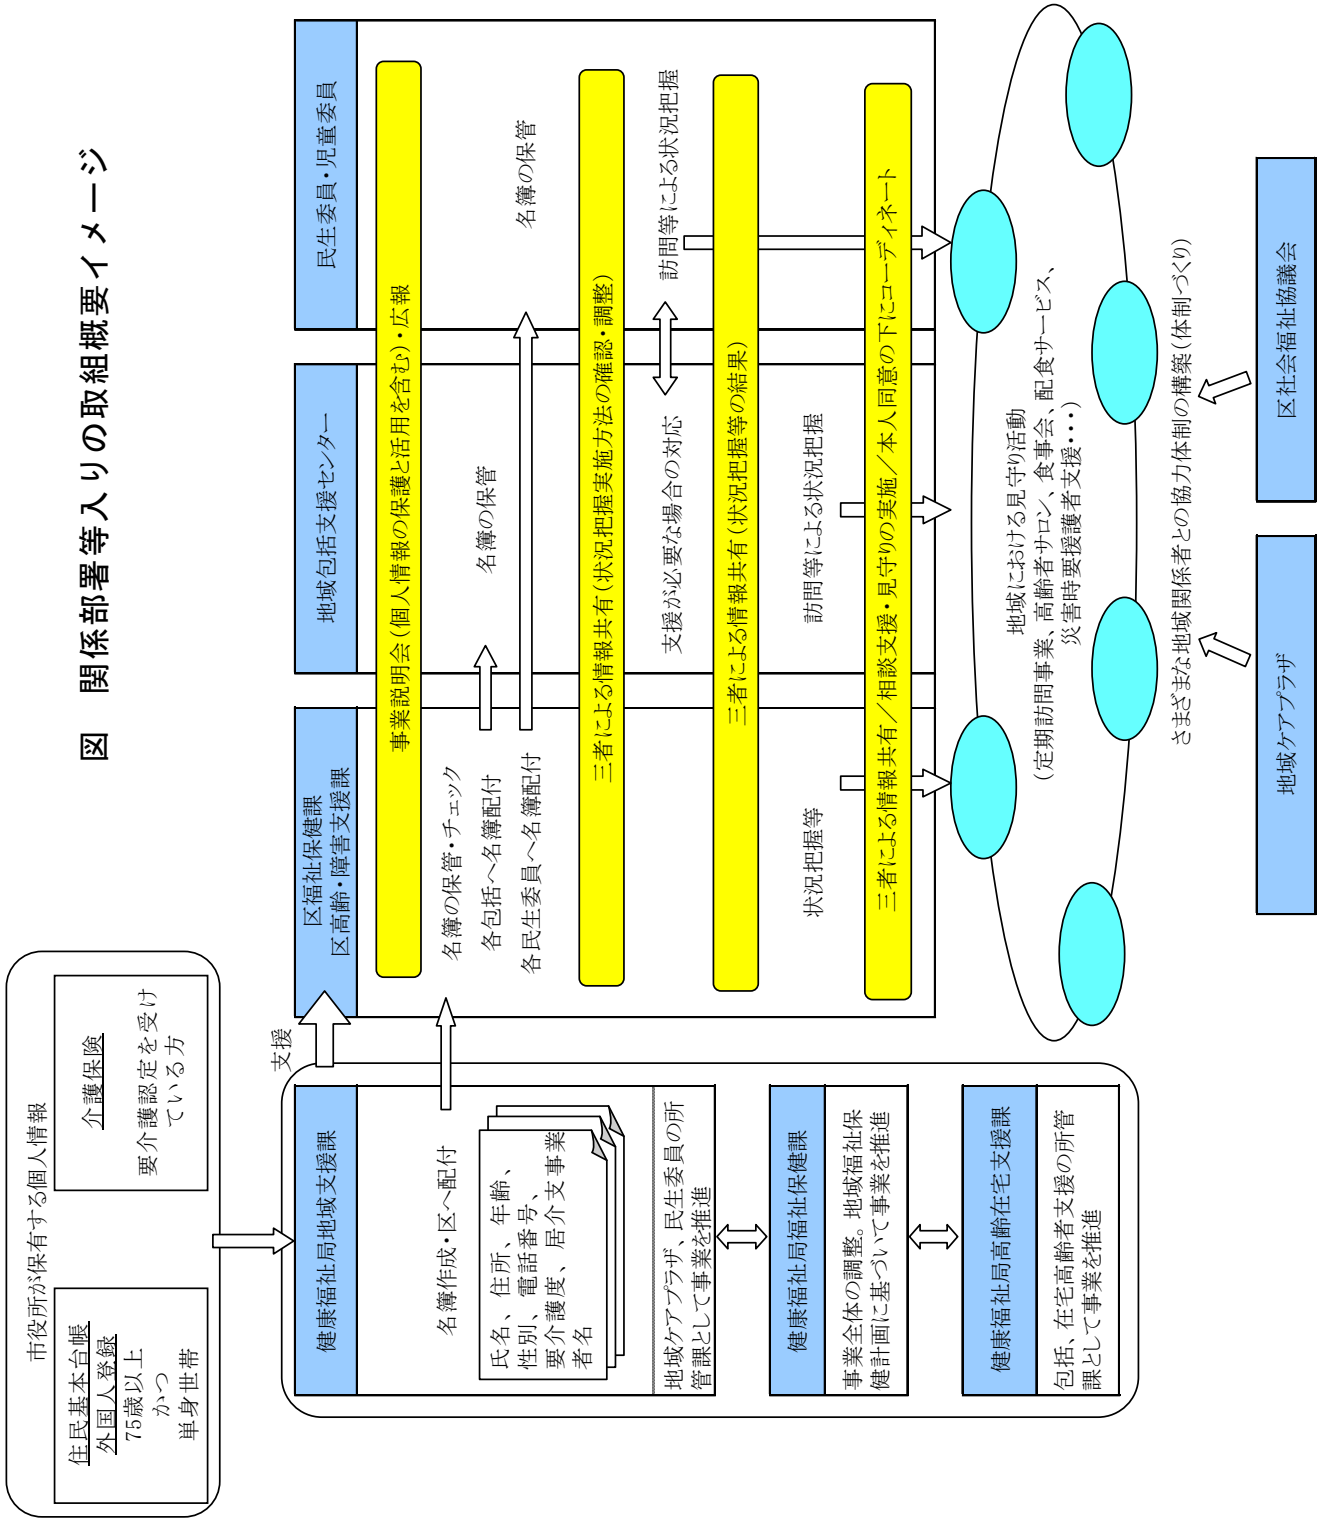 図　関係部署等入りの取組概要イメージ
市役所が保有する個人情報
住民基本台帳
外国人登録
75歳以上
かつ
単身世帯
介護保険
要介護認定を受け
ている方
支援
健康福祉局地域支援課
名簿作成・区へ配付
氏名、住所、年齢、
性別、電話番号、
要介護度、居介支事業
者名
地域ケアプラザ、民生委員の所
管課として事業を推進
健康福祉局福祉保健課
事業全体の調整。地域福祉保
健計画に基づいて事業を推進
健康福祉局高齢在宅支援課
包括、在宅高齢者支援の所管
課として事業を推進
区福祉保健課
区高齢・障害支援課
地域包括支援センター
民生委員・児童委員
事業説明会（個人情報の保護と活用を含む）・広報
名簿の保管・チェック
各包括へ名簿配付
各民生委員へ名簿配付
名簿の保管
名簿の保管
三者による情報共有（状況把握実施方法の確認・調整）
支援が必要な場合の対応
訪問等による状況把握
三者による情報共有（状況把握等の結果）
状況把握等
訪問等による状況把握
三者による情報共有／相談支援・見守りの実施／本人同意の下にコーディネート
地域における見守り活動
（定期訪問事業、高齢者サロン、食事会、配食サービス、
災害時要援護者支援・・・）
さまざまな地域関係者との協力体制の構築（体制づくり）
地域ケアプラザ
区社会福祉協議会